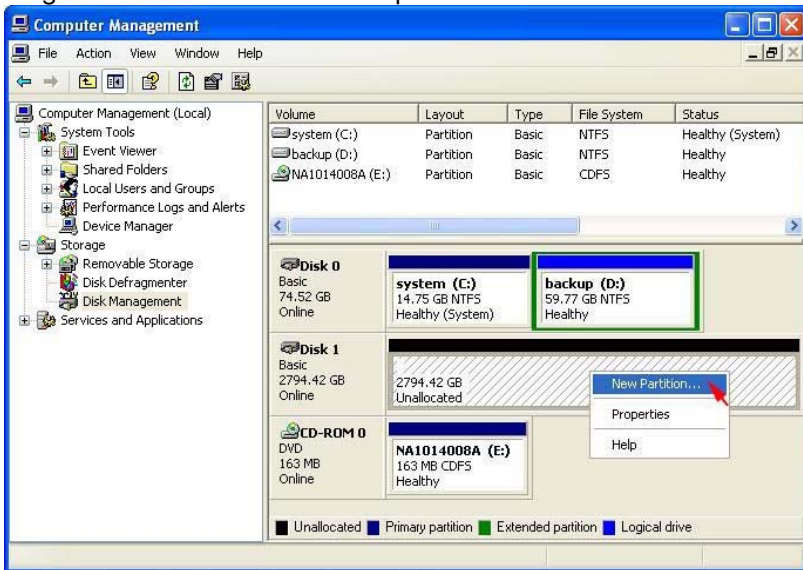 Computer Management
File Action View Window Help
Computer Management (Local)
System Tools
Event Viewer
Shared Folders
Local Users and Groups
Performance Logs and Alerts
Device Manager
Storage
Removable Storage
Disk Defragmenter
Disk Management
Services and Applications
Volume Layout Type File System Status
system (C:) Partition Basic NTFS Healthy (System)
backup (D:) Partition Basic NTFS Healthy
NA1014008A (E:) Partition Basic CDFS Healthy
Disk 0
Basic
74.52 GB
Online
system (C:)
14.75 GB NTFS
Healthy (System)
backup (D:)
59.77 GB NTFS
Healthy
Disk 1
Basic
2794.42 GB
Online
2794.42 GB
Unallocated
New Partition...
Properties
Help
CD-ROM 0
DVD
163 MB
Online
NA1014008A (E:)
163 MB CDFS
Healthy
Unallocated Primary partition Extended partition Logical drive